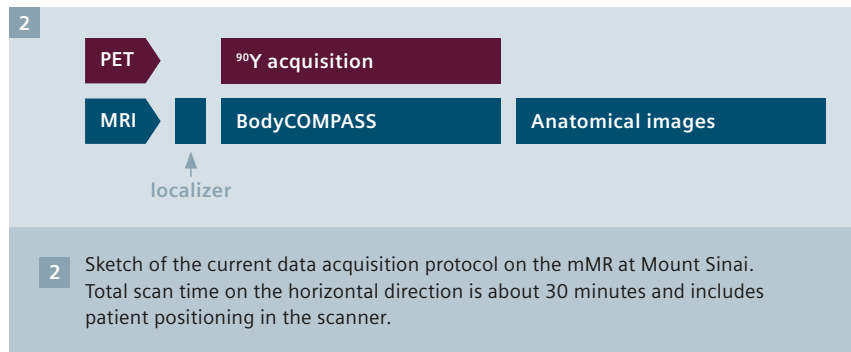 2
PET
⁹⁰Y acquisition
MRI
BodyCOMPASS
Anatomical images
localizer
2
Sketch of the current data acquisition protocol on the mMR at Mount Sinai.
Total scan time on the horizontal direction is about 30 minutes and includes
patient positioning in the scanner.